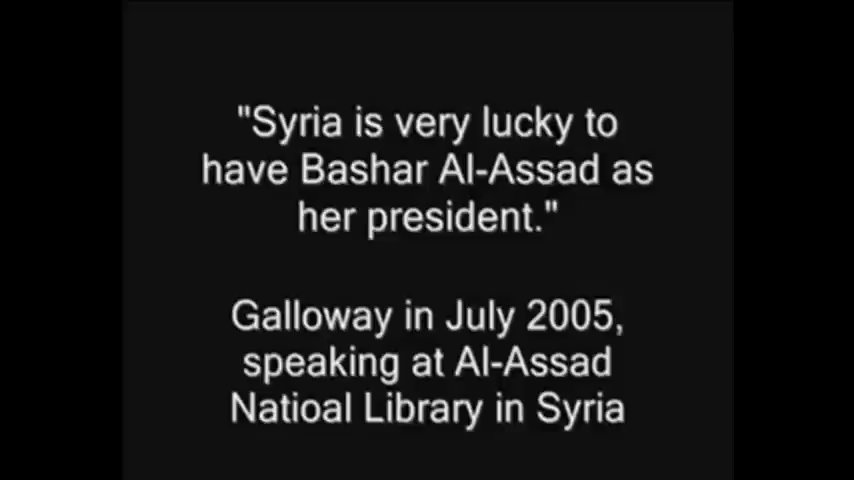 "Syria is very lucky to
have Bashar Al-Assad as
her president."
Galloway in July 2005,
speaking at Al-Assad
Natioal Library in Syria